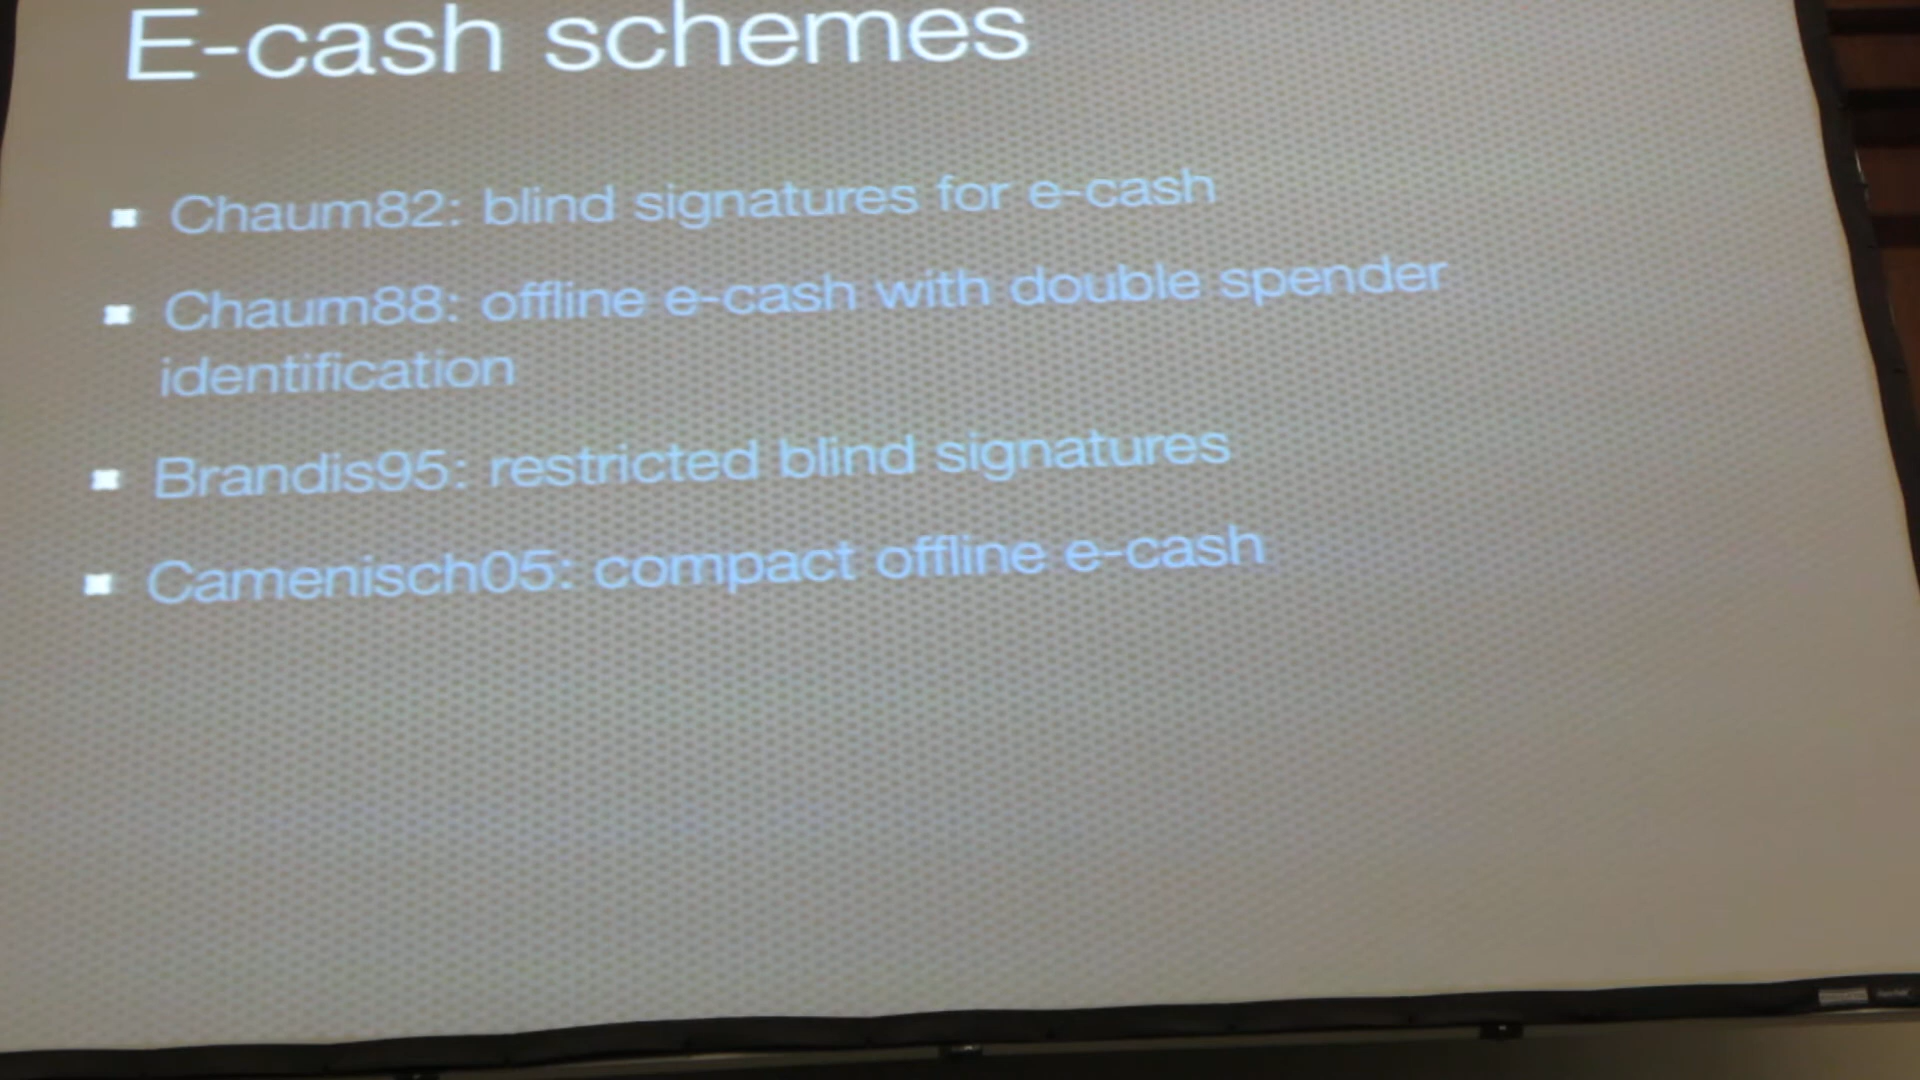 E-cash schemes
Chaum82: blind signatures for e-cash
Chaum88: offline e-cash with double spender
identification
Brandis95: restricted blind signatures
Camenisch05: compact offline e-cash